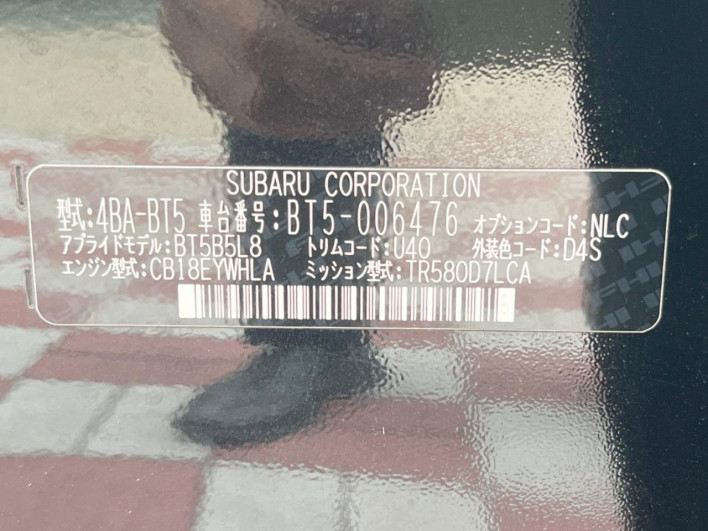 SUBARU CORPORATION
型式:4BA-BT5 車台番号:BT5-006476 オプションコード:NLC
アプライドモデル:BT5B5L8 トリムコード:U40 外装色コード:D4S
エンジン型式:CB18EYWHLA ミッション型式:TR580D7LCA